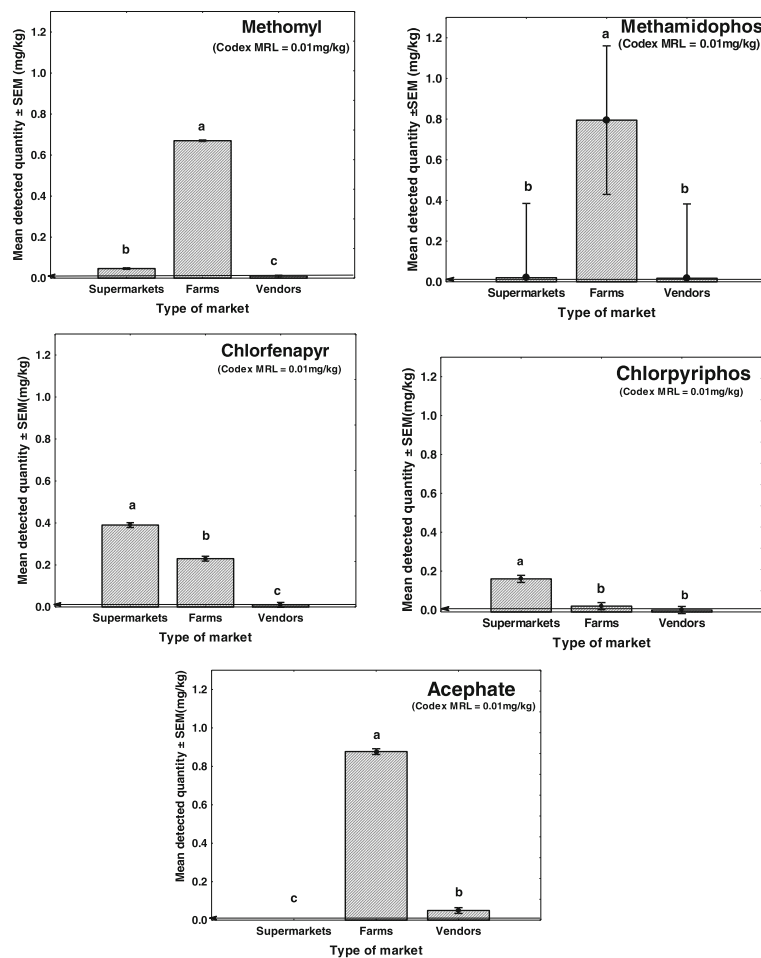 Methomyl
(Codex MRL = 0.01mg/kg)
Mean detected quantity ± SEM (mg/kg)
1.2
1.0
0.8
0.6
0.4
0.2
0.0
a
b
c
Supermarkets Farms Vendors
Type of market
Methamidophos
(Codex MRL = 0.01mg/kg)
Mean detected quantity ±SEM (mg/kg)
1.2
1.0
0.8
0.6
0.4
0.2
0.0
a
b
b
Supermarkets Farms Vendors
Type of market
Chlorfenapyr
(Codex MRL = 0.01mg/kg)
Mean detected quantity ± SEM(mg/kg)
1.2
1.0
0.8
0.6
0.4
0.2
0.0
a
b
c
Supermarkets Farms Vendors
Type of market
Chlorpyriphos
(Codex MRL = 0.01mg/kg)
Mean detected quantity ± SEM(mg/kg)
1.2
1.0
0.8
0.6
0.4
0.2
0.0
a
b
b
Supermarkets Farms Vendors
Type of market
Acephate
(Codex MRL = 0.01mg/kg)
Mean detected quantity ± SEM(mg/kg)
1.2
1.0
0.8
0.6
0.4
0.2
0.0
c
a
b
Supermarkets Farms Vendors
Type of market